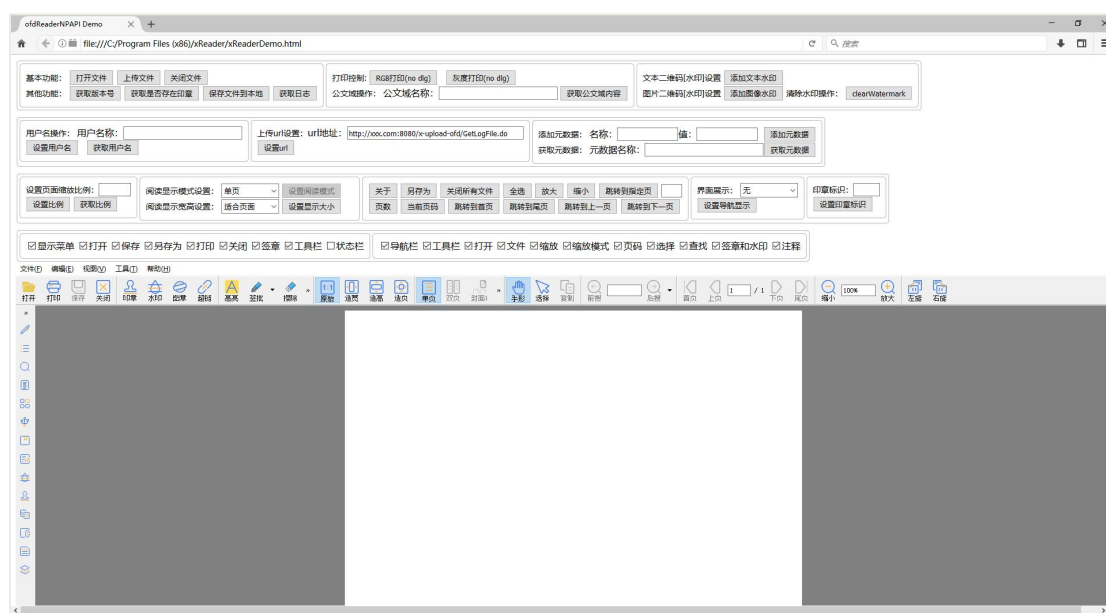 ofdReaderNPAPI Demo
file:///C:/Program Files (x86)/xReader/xReaderDemo.html
搜索
基本功能： 打开文件 上传文件 关闭文件
其他功能： 获取版本号 获取是否存在印章 保存文件到本地 获取日志
打印控制： RGB打印(no dlg) 灰度打印(no dlg)
公文域操作： 公文域名称： 获取公文域内容
文本二维码[水印]设置 添加文本水印
图片二维码[水印]设置 添加图像水印 清除水印操作： clearWatermark
用户名操作： 用户名称：
设置用户名 获取用户名
上传url设置：url地址： http://xxx.com:8080/x-upload-ofd/GetLogFile.do
设置url
添加元数据： 名称： 值： 添加元数据
获取元数据： 元数据名称： 获取元数据
设置页面缩放比例：
设置比例 获取比例
阅读显示模式设置： 单页 设置阅读模式
阅读显示宽高设置： 适合页面 设置显示大小
关于 另存为 关闭所有文件 全选 放大 缩小 跳转到指定页
页数 当前页码 跳转到首页 跳转到尾页 跳转到上一页 跳转到下一页
界面展示： 无
设置导航显示
印章标识：
设置印章标识
显示菜单 打开 保存 另存为 打印 关闭 签章 工具栏 状态栏
导航栏 工具栏 打开 文件 缩放 缩放模式 页码 选择 查找 签章和水印 注释
文件(F) 编辑(E) 视图(V) 工具(T) 帮助(H)
打开 打印 保存 关闭 印章 水印 图章 超链 高亮 签批 擦除 原始 适宽 适高 适页 单页 双页 封面1 手形 选择 复制 前搜 后搜 首页 上页 1 / 1 下页 尾页 缩小 100% 放大 左旋 右旋